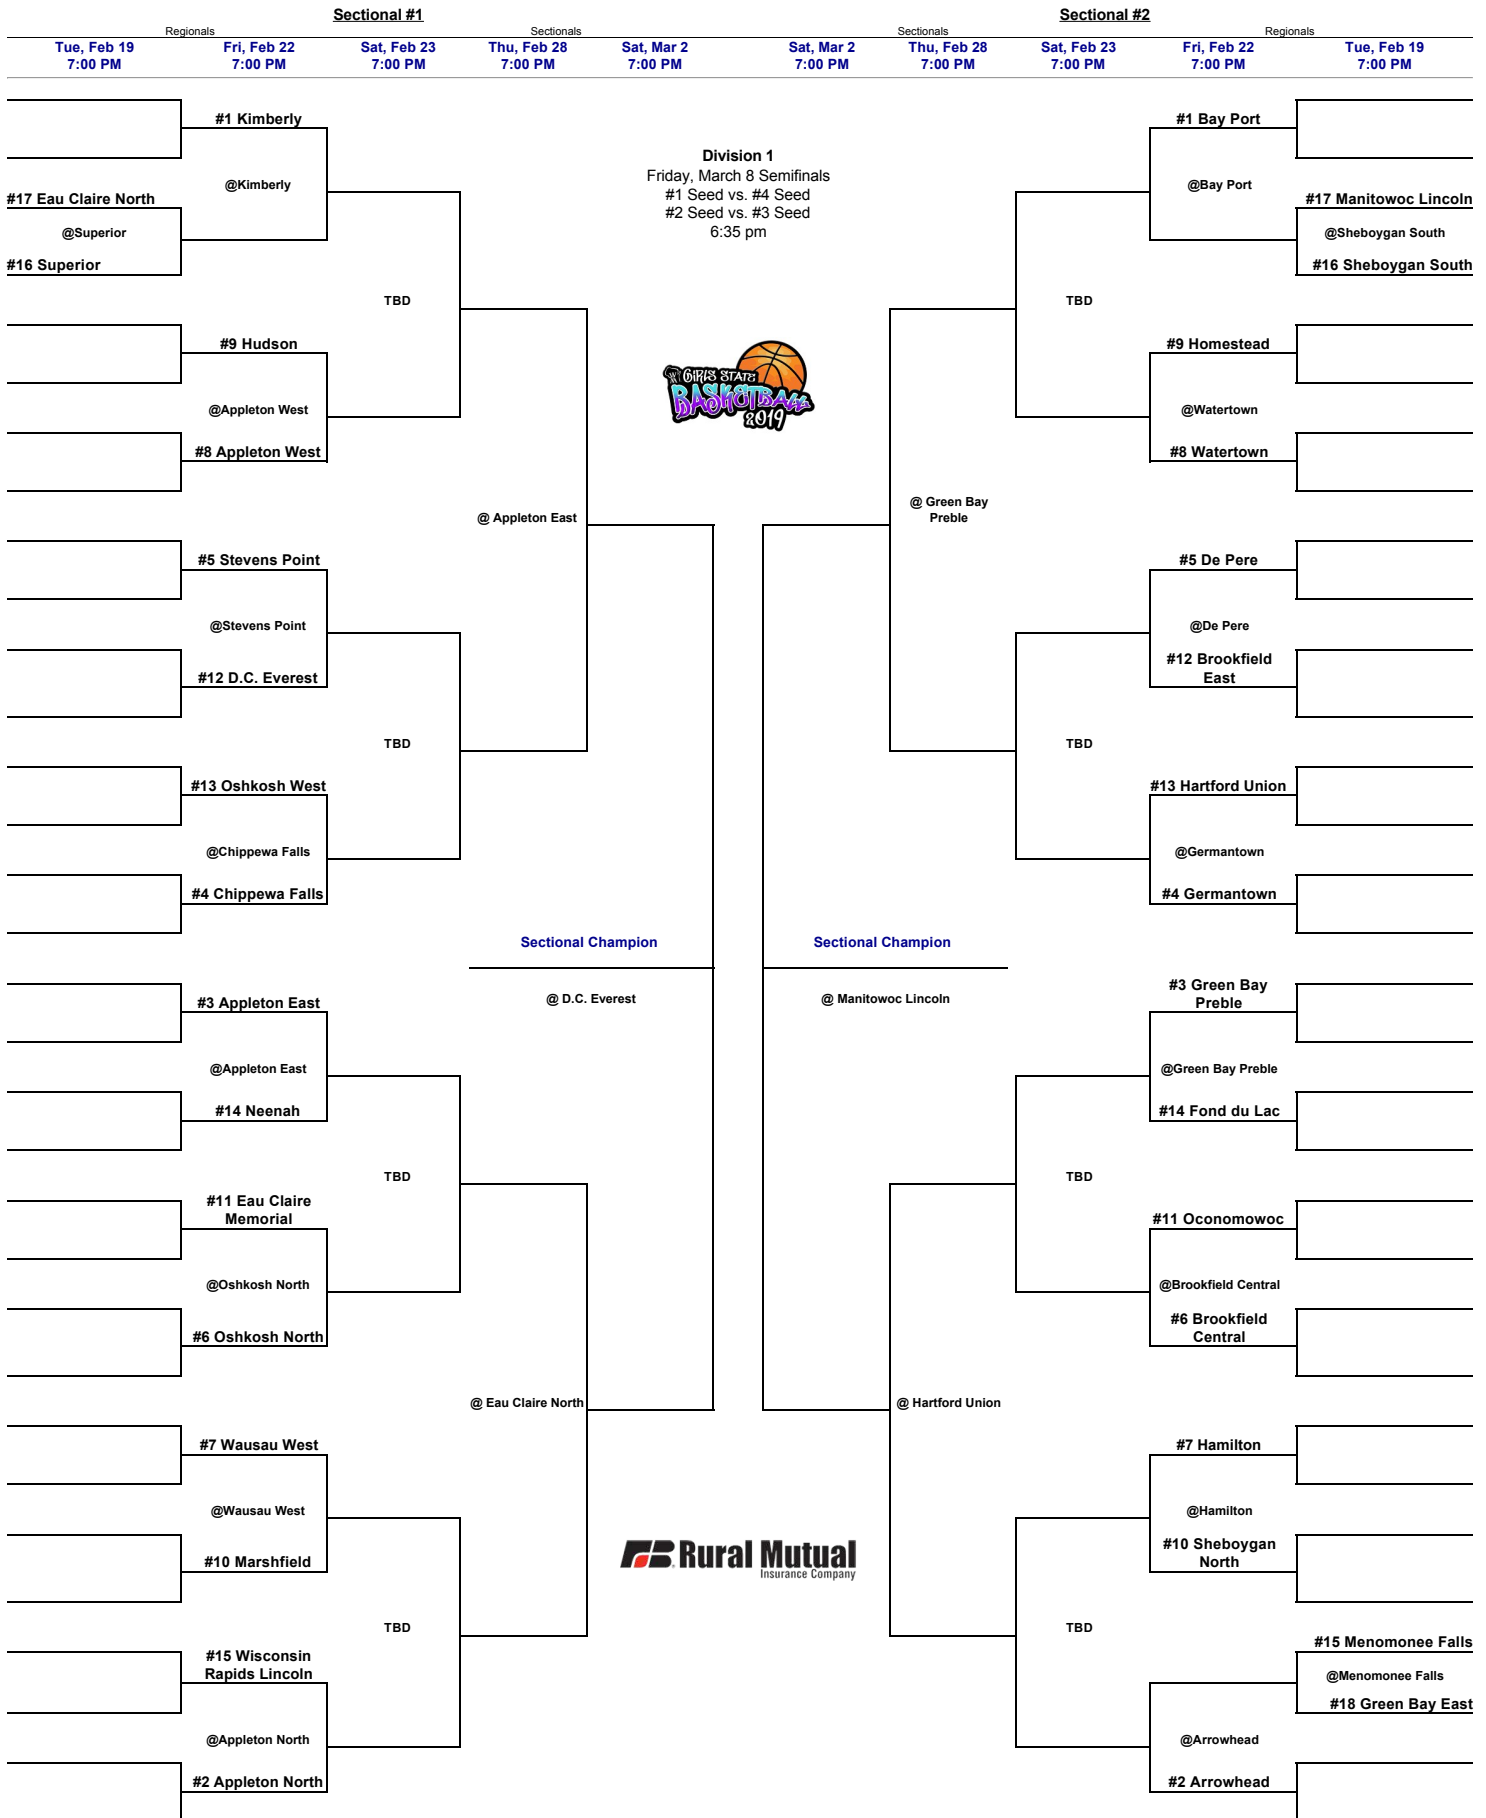 Sectional #1
Sectional #2
Regionals
Sectionals
Sectionals
Regionals
Tue, Feb 19
7:00 PM
Fri, Feb 22
7:00 PM
Sat, Feb 23
7:00 PM
Thu, Feb 28
7:00 PM
Sat, Mar 2
7:00 PM
Sat, Mar 2
7:00 PM
Thu, Feb 28
7:00 PM
Sat, Feb 23
7:00 PM
Fri, Feb 22
7:00 PM
Tue, Feb 19
7:00 PM
#1 Kimberly
@Kimberly
#17 Eau Claire North
@Superior
#16 Superior
TBD
#9 Hudson
@Appleton West
#8 Appleton West
@ Appleton East
#5 Stevens Point
@Stevens Point
#12 D.C. Everest
TBD
#13 Oshkosh West
@Chippewa Falls
#4 Chippewa Falls
Sectional Champion
@ D.C. Everest
#3 Appleton East
@Appleton East
#14 Neenah
TBD
#11 Eau Claire
Memorial
@Oshkosh North
#6 Oshkosh North
@ Eau Claire North
#7 Wausau West
@Wausau West
#10 Marshfield
TBD
#15 Wisconsin
Rapids Lincoln
@Appleton North
#2 Appleton North
Division 1
Friday, March 8 Semifinals
#1 Seed vs. #4 Seed
#2 Seed vs. #3 Seed
6:35 pm
GIRLS STATE
BASKETBALL
2019
Rural Mutual
Insurance Company
#1 Bay Port
@Bay Port
#17 Manitowoc Lincoln
@Sheboygan South
#16 Sheboygan South
TBD
#9 Homestead
@Watertown
#8 Watertown
@ Green Bay
Preble
#5 De Pere
@De Pere
#12 Brookfield
East
TBD
#13 Hartford Union
@Germantown
#4 Germantown
Sectional Champion
@ Manitowoc Lincoln
#3 Green Bay
Preble
@Green Bay Preble
#14 Fond du Lac
TBD
#11 Oconomowoc
@Brookfield Central
#6 Brookfield
Central
@ Hartford Union
#7 Hamilton
@Hamilton
#10 Sheboygan
North
TBD
#15 Menomonee Falls
@Menomonee Falls
#18 Green Bay East
@Arrowhead
#2 Arrowhead